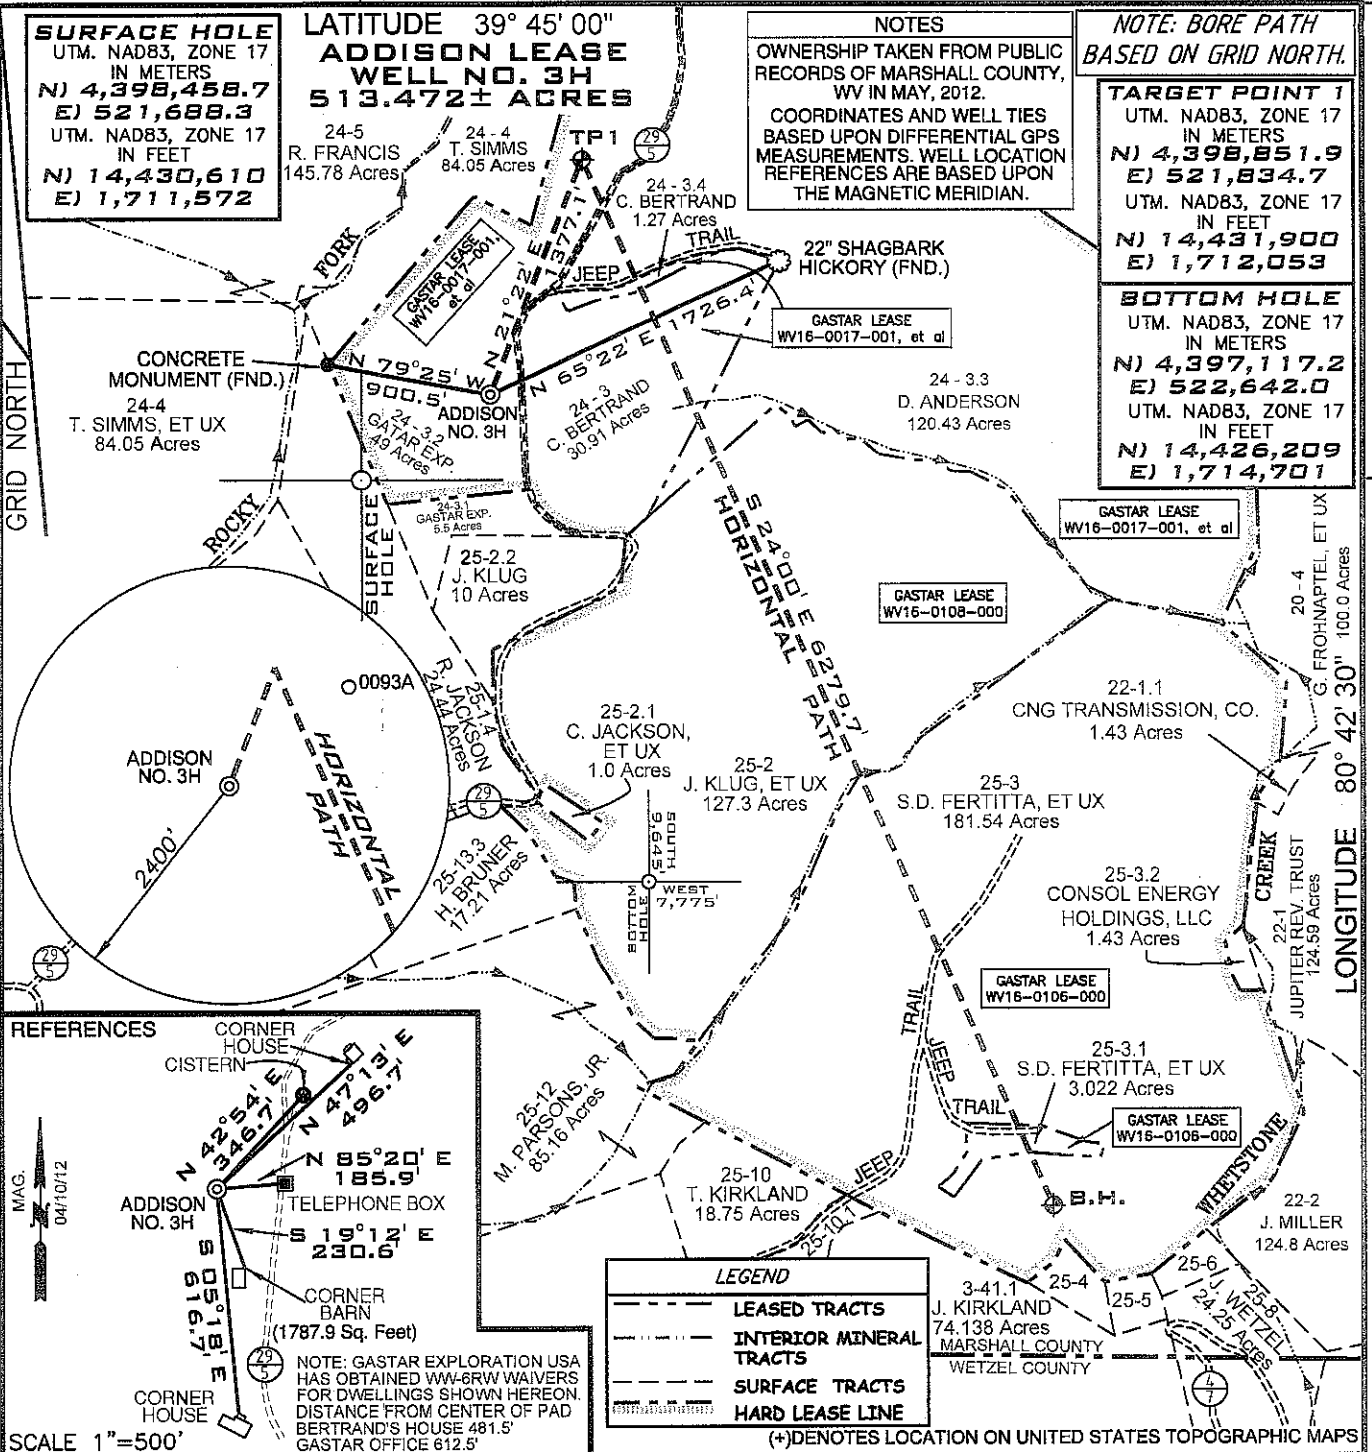 SURFACE HOLE
UTM. NAD83, ZONE 17
IN METERS
N) 4,398,458.7
E) 521,688.3
UTM. NAD83, ZONE 17
IN FEET
N) 14,430,610
E) 1,711,572
LATITUDE 39° 45' 00"
ADDISON LEASE
WELL NO. 3H
513.472± ACRES
NOTES
OWNERSHIP TAKEN FROM PUBLIC
RECORDS OF MARSHALL COUNTY,
WV IN MAY, 2012.
COORDINATES AND WELL TIES
BASED UPON DIFFERENTIAL GPS
MEASUREMENTS. WELL LOCATION
REFERENCES ARE BASED UPON
THE MAGNETIC MERIDIAN.
NOTE: BORE PATH
BASED ON GRID NORTH.
TARGET POINT 1
UTM. NAD83, ZONE 17
IN METERS
N) 4,398,851.9
E) 521,834.7
UTM. NAD83, ZONE 17
IN FEET
N) 14,431,900
E) 1,712,053
BOTTOM HOLE
UTM. NAD83, ZONE 17
IN METERS
N) 4,397,117.2
E) 522,642.0
UTM. NAD83, ZONE 17
IN FEET
N) 14,426,209
E) 1,714,701
24-5
R. FRANCIS
145.78 Acres
24 - 4
T. SIMMS
84.05 Acres
TP1
29
5
24 - 3.4
C. BERTRAND
1.27 Acres
JEEP
TRAIL
22" SHAGBARK
HICKORY (FND.)
FORK
GASTAR LEASE
WV16-0017-001,
et al
N 21°22' E
1377.1'
GASTAR LEASE
WV16-0017-001, et al
CONCRETE
MONUMENT (FND.)
N 79°25' W
900.5'
N 65°22' E 1726.4'
ADDISON
NO. 3H
GRID NORTH
24-4
T. SIMMS, ET UX
84.05 Acres
24 - 3.2
GATAR EXP.
49 Acres
24 - 3
C. BERTRAND
30.91 Acres
24 - 3.3
D. ANDERSON
120.43 Acres
ROCKY
SURFACE
HOLE
24-3.1
GASTAR EXP.
5.5 Acres
S 24°00' E 6279.7'
HORIZONTAL PATH
GASTAR LEASE
WV16-0017-001, et al
25-2.2
J. KLUG
10 Acres
GASTAR LEASE
WV16-0108-000
20 - 4
G. FROHNAPTEL, ET UX
100.0 Acres
0093A
ADDISON
NO. 3H
HORIZONTAL
PATH
2400'
25-1.4
R. JACKSON
24.44 Acres
25-2.1
C. JACKSON,
ET UX
1.0 Acres
22-1.1
CNG TRANSMISSION, CO.
1.43 Acres
25-2
J. KLUG, ET UX
127.3 Acres
25-3
S.D. FERTITTA, ET UX
181.54 Acres
LONGITUDE 80° 42' 30"
29
5
25-13.3
H. BRUNER
17.21 Acres
SOUTH
9,645'
WEST
7,775'
BOTTOM
HOLE
25-3.2
CONSOL ENERGY
HOLDINGS, LLC
1.43 Acres
CREEK
22-1
JUPITER REV. TRUST
124.59 Acres
29
5
GASTAR LEASE
WV16-0106-000
TRAIL
JEEP
TRAIL
25-3.1
S.D. FERTITTA, ET UX
3.022 Acres
GASTAR LEASE
WV16-0106-000
WHETSTONE
25-12
M. PARSONS, JR.
85.16 Acres
25-10
T. KIRKLAND
18.75 Acres
JEEP
25-10.1
B.H.
22-2
J. MILLER
124.8 Acres
3-41.1
J. KIRKLAND
74.138 Acres
25-4
25-5
25-6
J. WETZEL
24.25 Acres
25-8
MARSHALL COUNTY
WETZEL COUNTY
4
7
REFERENCES
CORNER
HOUSE
CISTERN
N 42°54' E
346.7'
N 47°13' E
496.7'
N 85°20' E
185.9'
TELEPHONE BOX
MAG.
04/10/12
ADDISON
NO. 3H
S 19°12' E
230.6'
S 05°18' E
616.7'
CORNER
BARN
(1787.9 Sq. Feet)
29
5
CORNER
HOUSE
NOTE: GASTAR EXPLORATION USA
HAS OBTAINED WW-6RW WAIVERS
FOR DWELLINGS SHOWN HEREON.
DISTANCE FROM CENTER OF PAD
BERTRAND'S HOUSE 481.5'
GASTAR OFFICE 612.5'
SCALE 1"=500'
LEGEND
LEASED TRACTS
INTERIOR MINERAL
TRACTS
SURFACE TRACTS
HARD LEASE LINE
(+)DENOTES LOCATION ON UNITED STATES TOPOGRAPHIC MAPS